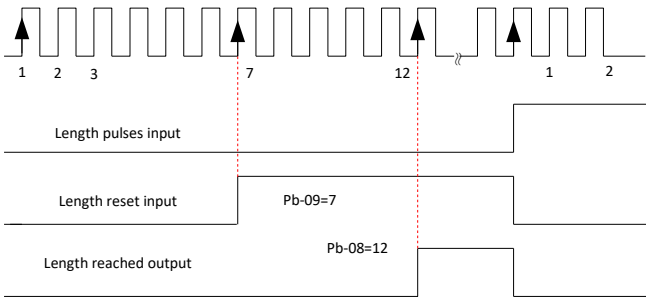 1 2 3 7 12 1 2
Length pulses input
Length reset input Pb-09=7
Pb-08=12
Length reached output